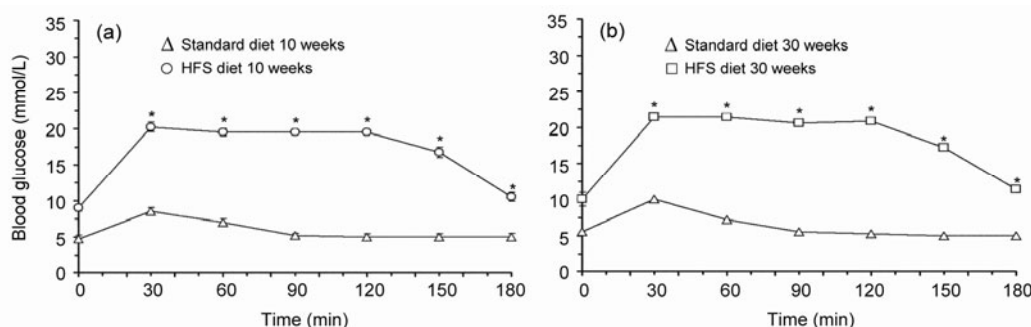 (a)
Standard diet 10 weeks
HFS diet 10 weeks
Blood glucose (mmol/L)
35
30
25
20
15
10
5
0
* * * * * *
0 30 60 90 120 150 180
Time (min)
(b)
Standard diet 30 weeks
HFS diet 30 weeks
35
30
25
20
15
10
5
0
* * * * * *
0 30 60 90 120 150 180
Time (min)